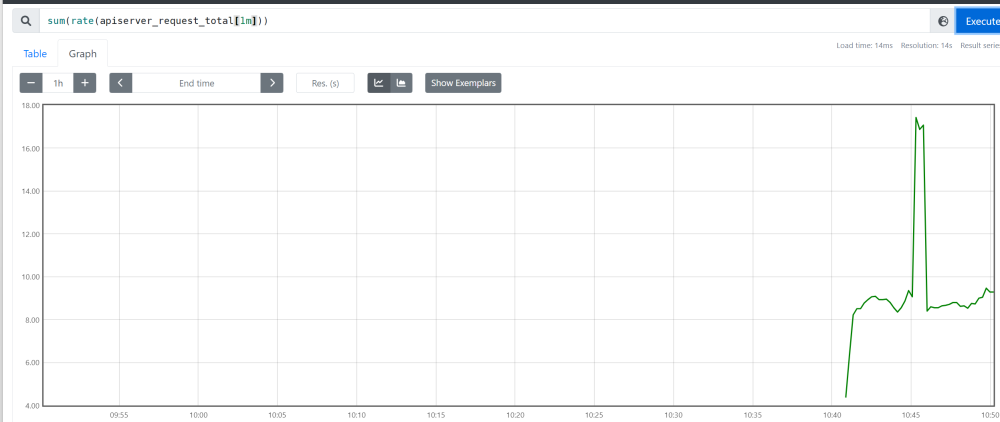 sum(rate(apiserver_request_total[1m]))
Execute
Load time: 14ms Resolution: 14s Result serie
Table Graph
− 1h + End time Res. (s) Show Exemplars
18.00
16.00
14.00
12.00
10.00
8.00
6.00
4.00
09:55 10:00 10:05 10:10 10:15 10:20 10:25 10:30 10:35 10:40 10:45 10:50